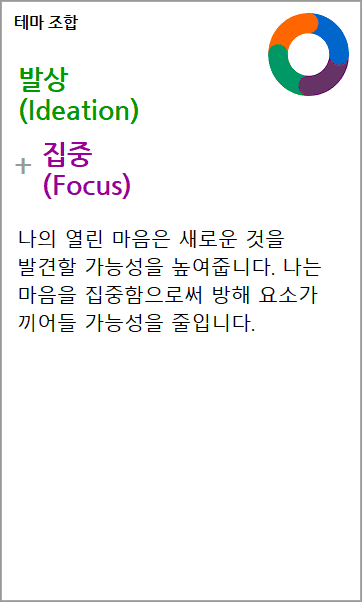 테마 조합
발상
(Ideation)
+ 집중
(Focus)
나의 열린 마음은 새로운 것을
발견할 가능성을 높여줍니다. 나는
마음을 집중함으로써 방해 요소가
끼어들 가능성을 줄입니다.